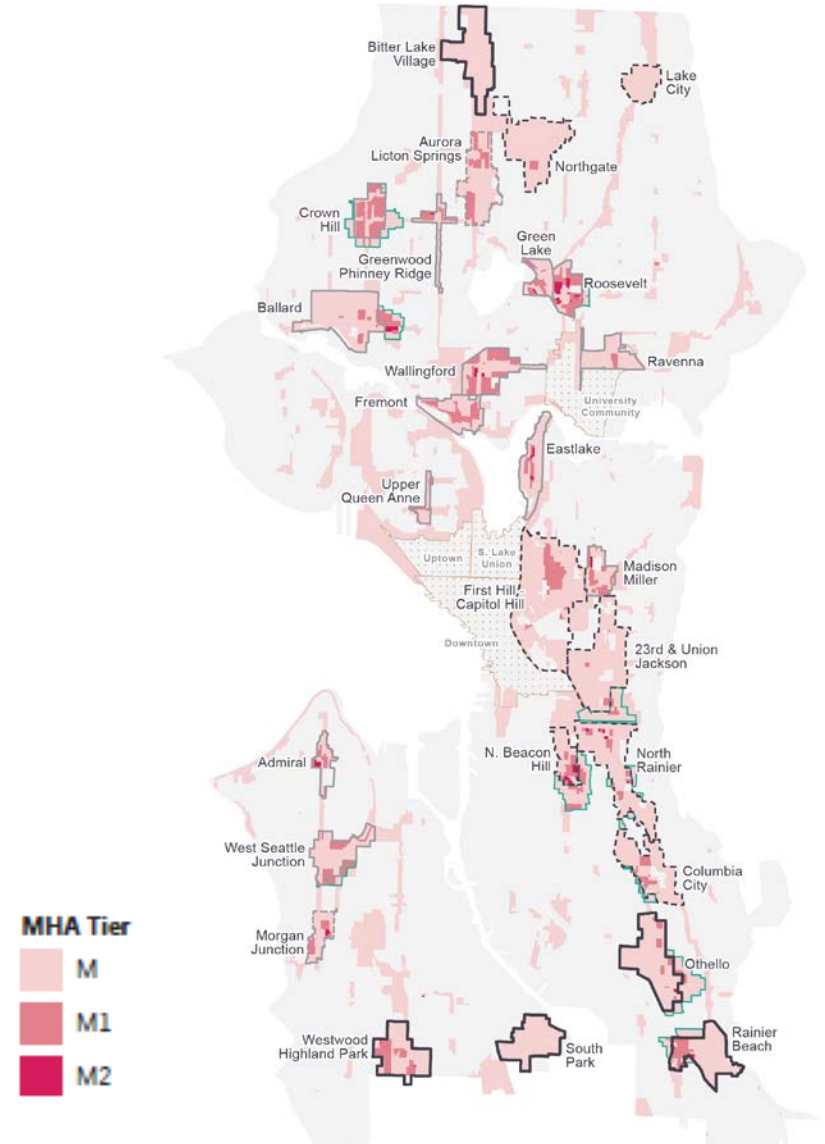 Bitter Lake
Village
Lake
City
Aurora
Licton Springs
Northgate
Crown
Hill
Greenwood
Phinney Ridge
Green
Lake
Roosevelt
Ballard
Wallingford
Ravenna
Fremont
University
Community
Eastlake
Upper
Queen Anne
Uptown
S. Lake
Union
Madison
Miller
First Hill-
Capitol Hill
Downtown
23rd & Union
Jackson
N. Beacon
Hill
North
Rainier
Admiral
West Seattle
Junction
Columbia
City
MHA Tier
M
M1
M2
Morgan
Junction
Othello
Westwood
Highland Park
South
Park
Rainier
Beach